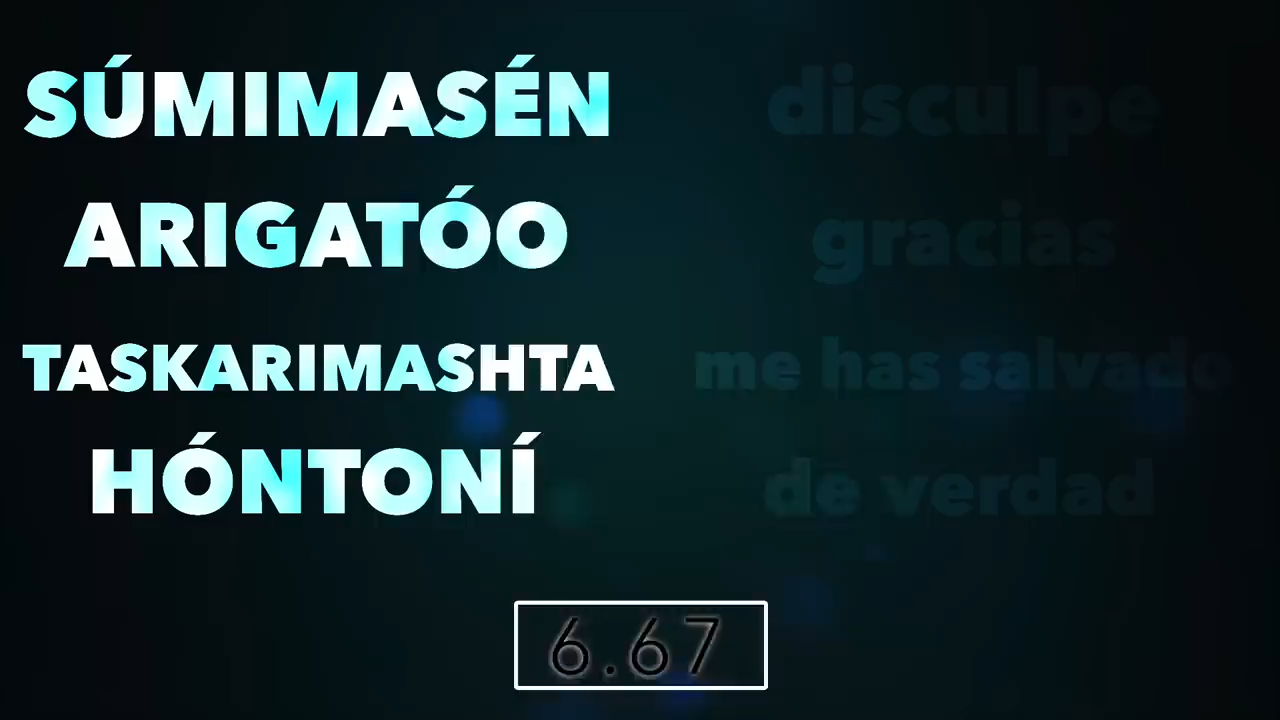 SÚMIMASÉN disculpe
ARIGATÓO gracias
TASKARIMASHTA me has salvado
HÓNTONÍ de verdad
6.67